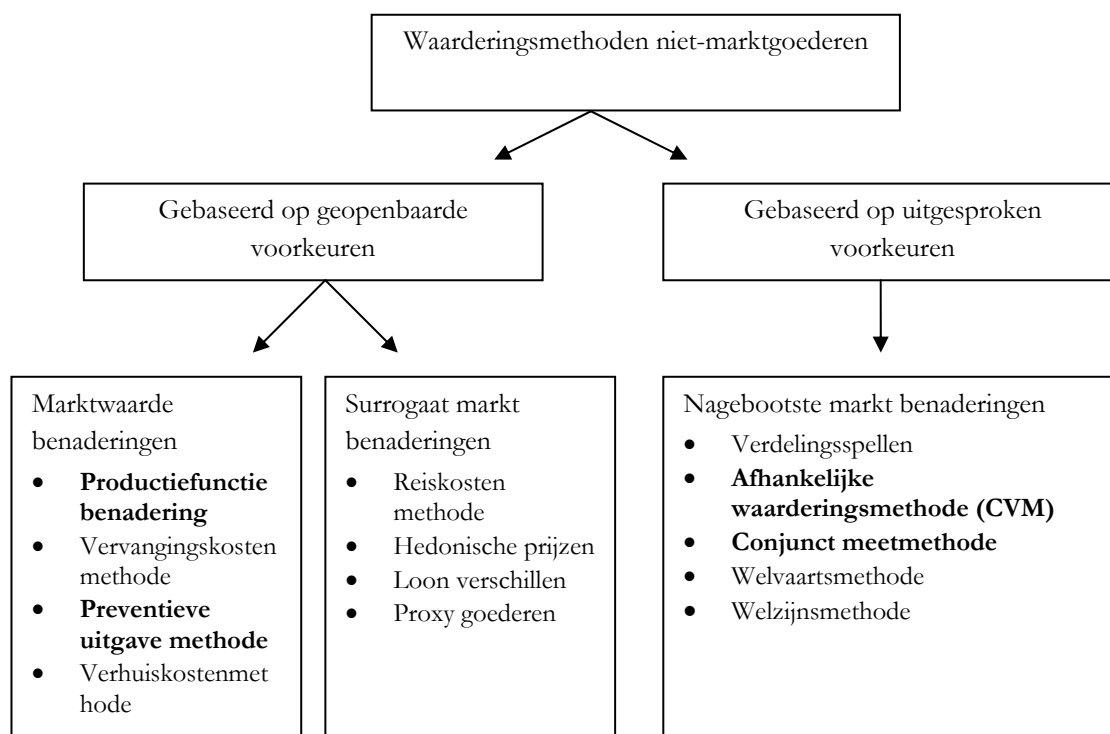 Waarderingsmethoden niet-marktgoederen
Gebaseerd op geopenbaarde
voorkeuren
Gebaseerd op uitgesproken
voorkeuren
Marktwaarde
benaderingen
• Productiefunctie
benadering
• Vervangingskosten
methode
• Preventieve
uitgave methode
• Verhuiskostenmet
hode
Surrogaat markt
benaderingen
• Reiskosten
methode
• Hedonische prijzen
• Loon verschillen
• Proxy goederen
Nagebootste markt benaderingen
• Verdelingsspellen
• Afhankelijke
waarderingsmethode (CVM)
• Conjunct meetmethode
• Welvaartsmethode
• Welzijnsmethode